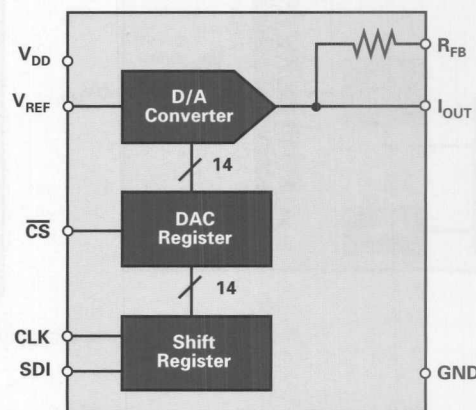 V_DD
R_FB
V_REF
D/A
Converter
I_OUT
14
CS
DAC
Register
14
CLK
SDI
Shift
Register
GND